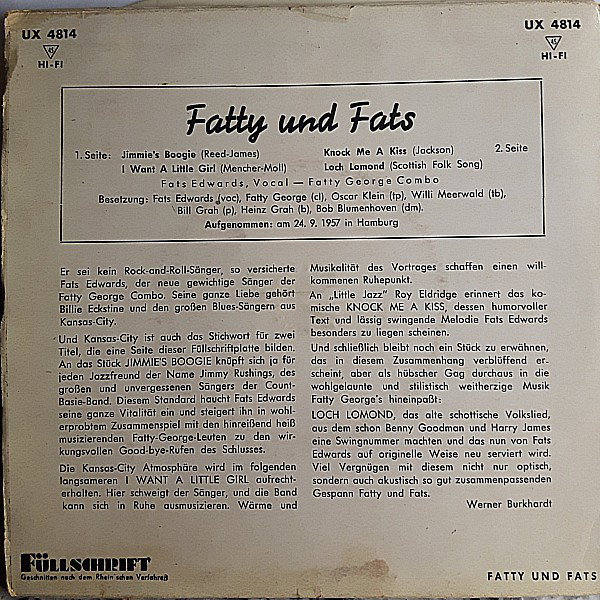 UX 4814
45
HI-FI
UX 4814
45
HI-FI
Fatty und Fats
1. Seite: Jimmie's Boogie (Reed-James)
I Want A Little Girl (Mencher-Moll)
Knock Me A Kiss (Jackson) 2. Seite
Loch Lomond (Scottish Folk Song)
Fats Edwards, Vocal — Fatty George Combo
Besetzung: Fats Edwards (voc), Fatty George (cl), Oscar Klein (tp), Willi Meerwald (tb),
Bill Grah (p), Heinz Grah (b), Bob Blumenhoven (dm).
Aufgenommen: am 24. 9. 1957 in Hamburg
Er sei kein Rock-and-Roll-Sänger, so versicherte
Fats Edwards, der neue gewichtige Sänger der
Fatty George Combo. Seine ganze Liebe gehört
Billie Eckstine und den großen Blues-Sängern aus
Kansas-City.
Und Kansas-City ist auch das Stichwort für zwei
Titel, die eine Seite dieser Füllschriftplatte bilden.
An das Stück JIMMIE'S BOOGIE knüpft sich ja für
jeden Jazzfreund der Name Jimmy Rushings, des
großen und unvergessenen Sängers der Count-
Basie-Band. Diesem Standard haucht Fats Edwards
seine ganze Vitalität ein und steigert ihn in wohl-
erprobtem Zusammenspiel mit den hinreißend heiß
musizierenden Fatty-George-Leuten zu den wir-
kungsvollen Good-bye-Rufen des Schlusses.
Die Kansas-City Atmosphäre wird im folgenden
langsameren I WANT A LITTLE GIRL aufrecht-
erhalten. Hier schweigt der Sänger, und die Band
kann sich in Ruhe ausmusizieren. Wärme und
Musikalität des Vortrages schaffen einen will-
kommenen Ruhepunkt.
An „Little Jazz" Roy Eldridge erinnert das ko-
mische KNOCK ME A KISS, dessen humorvoller
Text und lässig swingende Melodie Fats Edwards
besonders zu liegen scheinen.
Und schließlich bleibt noch ein Stück zu erwähnen,
das in diesem Zusammenhang verblüffend er-
scheint, aber als hübscher Gag durchaus in die
wohlgelaunte und stilistisch weitherzige Musik
Fatty George's hineinpaßt:
LOCH LOMOND, das alte schottische Volkslied,
aus dem schon Benny Goodman und Harry James
eine Swingnummer machten und das nun von Fats
Edwards auf originelle Weise neu serviert wird.
Viel Vergnügen mit diesem nicht nur optisch,
sondern auch akustisch so gut zusammenpassenden
Gespann Fatty und Fats.
Werner Burkhardt
FÜLLSCHRIFT
Geschnitten nach dem Rhein'schen Verfahren
FATTY UND FATS